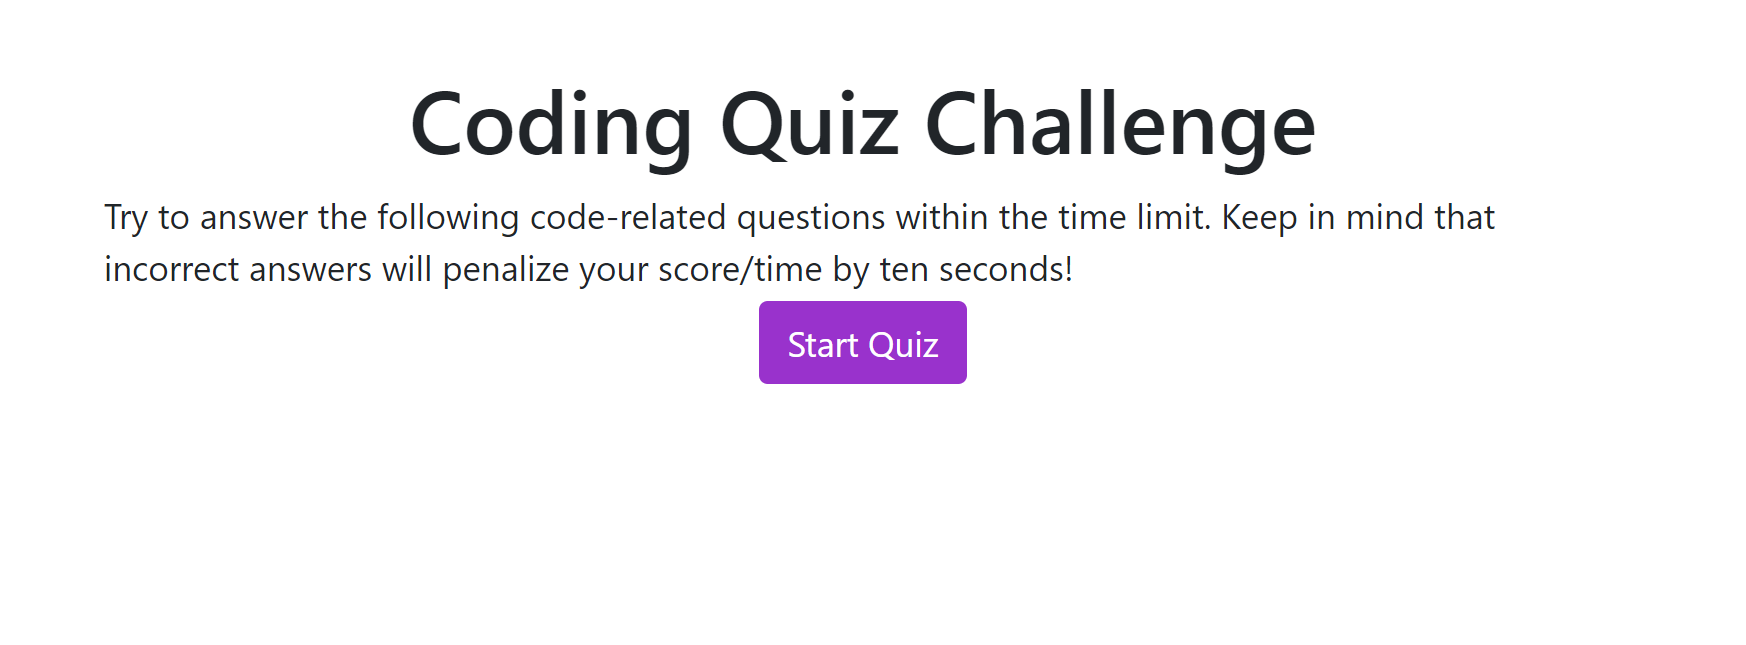 Coding Quiz Challenge
Try to answer the following code-related questions within the time limit. Keep in mind that
incorrect answers will penalize your score/time by ten seconds!
Start Quiz